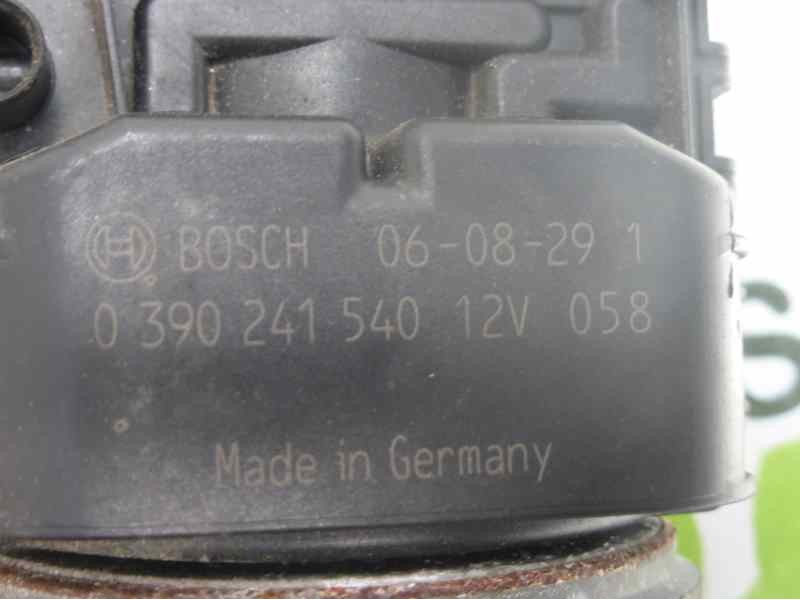 BOSCH 06-08-29 1
0 390 241 540 12V 058
Made in Germany